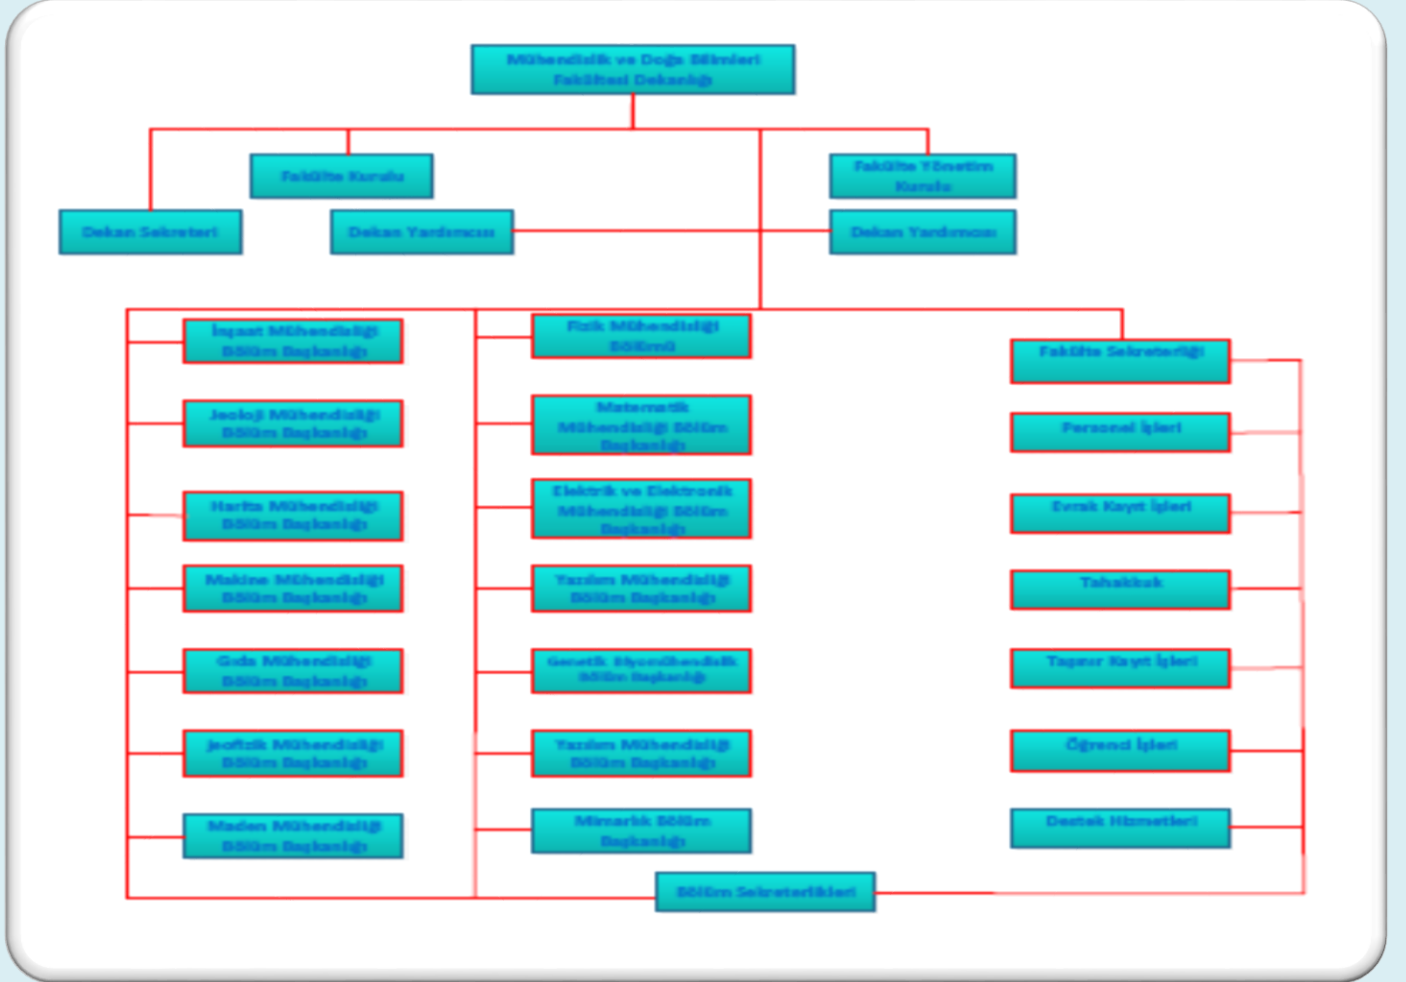 Mühendislik ve Doğa Bilimleri
Fakültesi Dekanlığı
Fakülte Kurulu
Fakülte Yönetim
Kurulu
Dekan Sekreteri
Dekan Yardımcısı
Dekan Yardımcısı
İnşaat Mühendisliği
Bölüm Başkanlığı
Jeoloji Mühendisliği
Bölüm Başkanlığı
Harita Mühendisliği
Bölüm Başkanlığı
Makine Mühendisliği
Bölüm Başkanlığı
Gıda Mühendisliği
Bölüm Başkanlığı
Jeofizik Mühendisliği
Bölüm Başkanlığı
Maden Mühendisliği
Bölüm Başkanlığı
Fizik Mühendisliği
Bölümü
Matematik
Mühendisliği Bölüm
Başkanlığı
Elektrik ve Elektronik
Mühendisliği Bölüm
Başkanlığı
Yazılım Mühendisliği
Bölüm Başkanlığı
Genetik Biyomühendislik
Bölüm Başkanlığı
Yazılım Mühendisliği
Bölüm Başkanlığı
Mimarlık Bölüm
Başkanlığı
Fakülte Sekreterliği
Personel İşleri
Evrak Kayıt İşleri
Tahakkuk
Taşınır Kayıt İşleri
Öğrenci İşleri
Destek Hizmetleri
Bölüm Sekreterlikleri